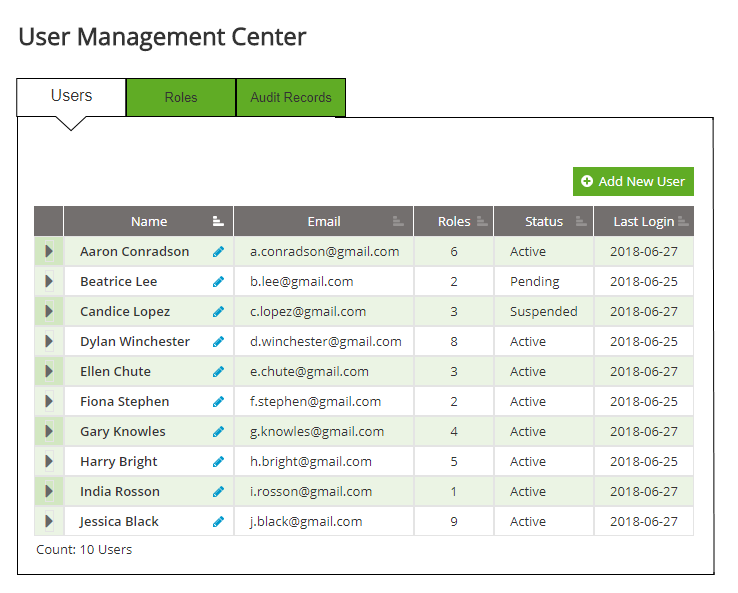 User Management Center
Users Roles Audit Records
Add New User
Name Email Roles Status Last Login
Aaron Conradson a.conradson@gmail.com 6 Active 2018-06-27
Beatrice Lee b.lee@gmail.com 2 Pending 2018-06-25
Candice Lopez c.lopez@gmail.com 3 Suspended 2018-06-27
Dylan Winchester d.winchester@gmail.com 8 Active 2018-06-25
Ellen Chute e.chute@gmail.com 3 Active 2018-06-27
Fiona Stephen f.stephen@gmail.com 2 Active 2018-06-25
Gary Knowles g.knowles@gmail.com 4 Active 2018-06-27
Harry Bright h.bright@gmail.com 5 Active 2018-06-25
India Rosson i.rosson@gmail.com 1 Active 2018-06-27
Jessica Black j.black@gmail.com 9 Active 2018-06-27
Count: 10 Users